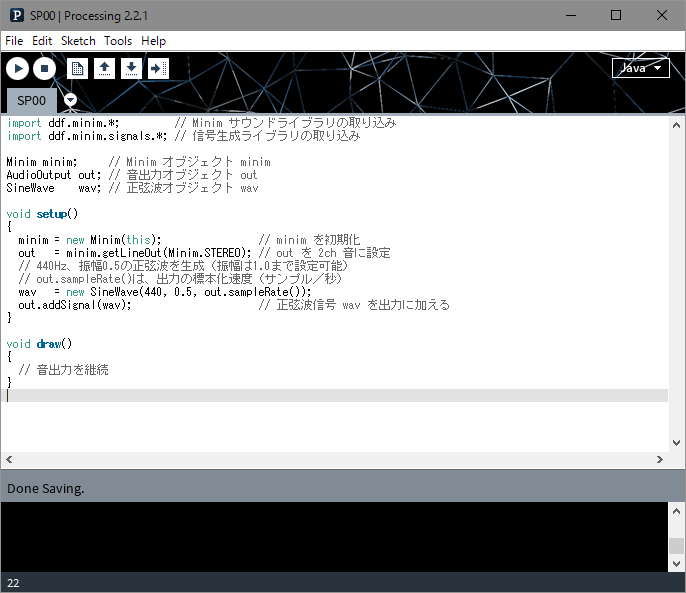 SP00 | Processing 2.2.1
File Edit Sketch Tools Help
Java
SP00
import ddf.minim.*;         // Minim サウンドライブラリの取り込み
import ddf.minim.signals.*; // 信号生成ライブラリの取り込み
Minim minim;     // Minim オブジェクト minim
AudioOutput out; // 音出力オブジェクト out
SineWave    wav; // 正弦波オブジェクト wav
void setup()
{
  minim = new Minim(this);                // minim を初期化
  out   = minim.getLineOut(Minim.STEREO); // out を 2ch 音に設定
  // 440Hz、振幅0.5の正弦波を生成（振幅は1.0まで設定可能）
  // out.sampleRate()は、出力の標本化速度（サンプル／秒）
  wav   = new SineWave(440, 0.5, out.sampleRate());
  out.addSignal(wav);                     // 正弦波信号 wav を出力に加える
}
void draw()
{
  // 音出力を継続
}
Done Saving.
22